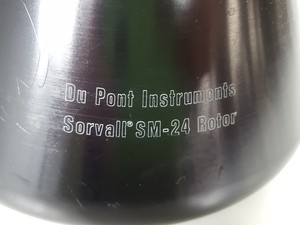 Du Pont Instruments
Sorvall® SM-24 Rotor